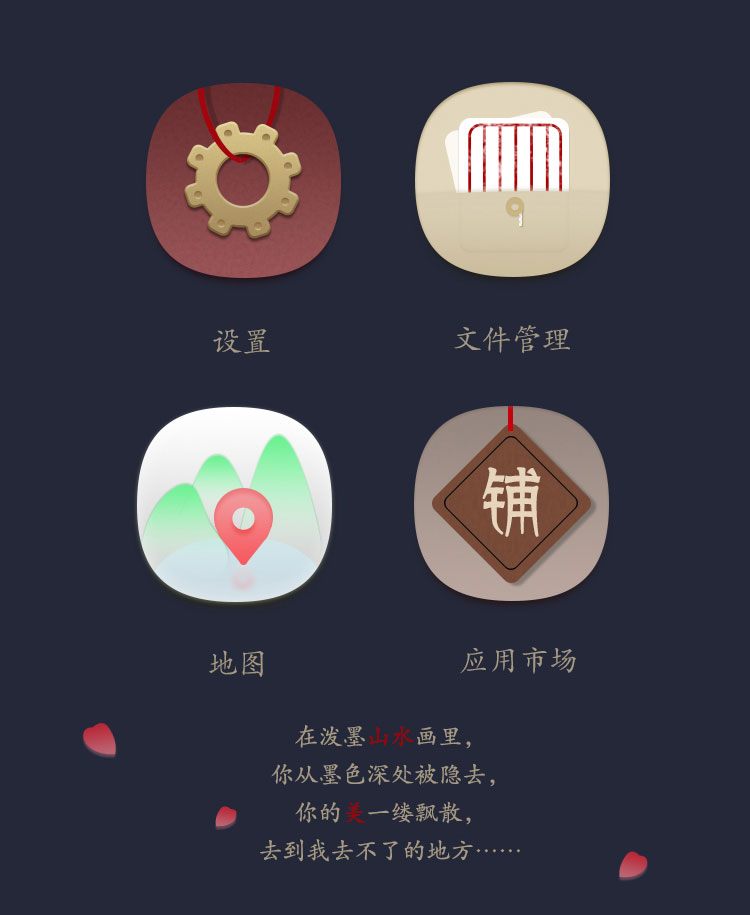 设置
文件管理
铺
地图
应用市场
在泼墨山水画里，
你从墨色深处被隐去，
你的美一缕飘散，
去到我去不了的地方……